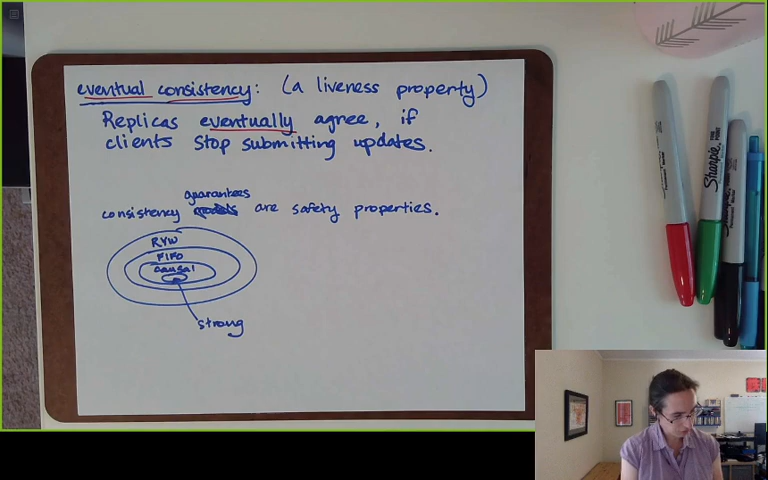 eventual consistency: (a liveness property)
Replicas eventually agree, if
clients stop submitting updates.
guarantees
consistency models are safety properties.
RYW
FIFO
causal
strong
Sharpie